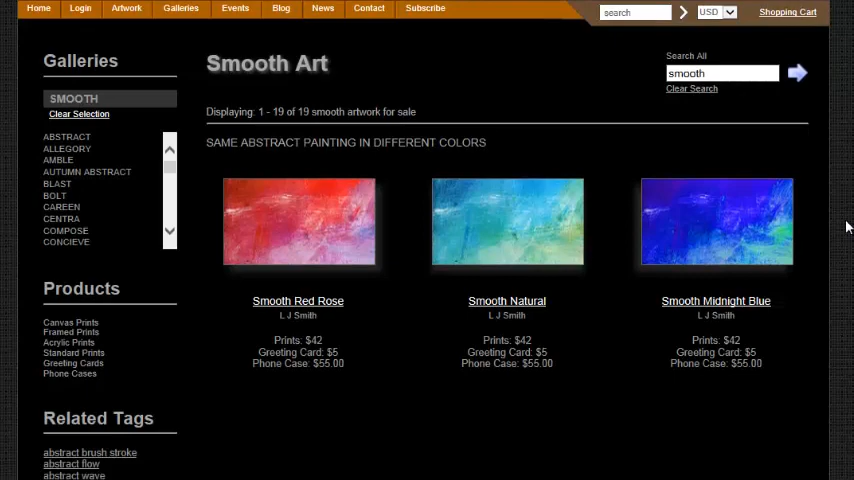 Home Login Artwork Galleries Events Blog News Contact Subscribe search USD Shopping Cart
Galleries
SMOOTH
Clear Selection
ABSTRACT
ALLEGORY
AMBLE
AUTUMN ABSTRACT
BLAST
BOLT
CAREEN
CENTRA
COMPOSE
CONCIEVE
Products
Canvas Prints
Framed Prints
Acrylic Prints
Standard Prints
Greeting Cards
Phone Cases
Related Tags
abstract brush stroke
abstract flow
abstract wave
Smooth Art
Search All
smooth
Clear Search
Displaying: 1 - 19 of 19 smooth artwork for sale
SAME ABSTRACT PAINTING IN DIFFERENT COLORS
Smooth Red Rose
L J Smith
Prints: $42
Greeting Card: $5
Phone Case: $55.00
Smooth Natural
L J Smith
Prints: $42
Greeting Card: $5
Phone Case: $55.00
Smooth Midnight Blue
L J Smith
Prints: $42
Greeting Card: $5
Phone Case: $55.00